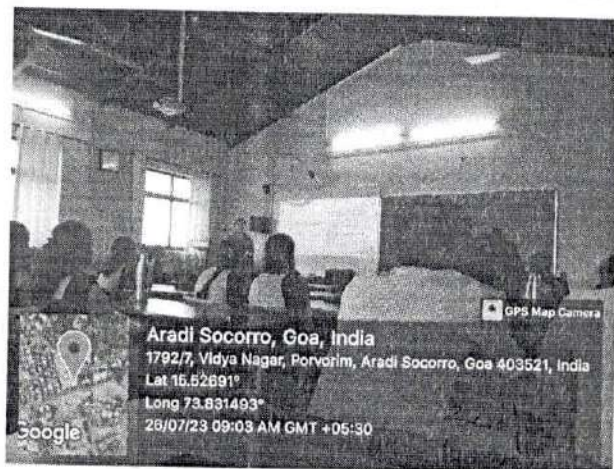 GPS Map Camera
Aradi Socorro, Goa, India
1792/7, Vidya Nagar, Porvorim, Aradi Socorro, Goa 403521, India
Lat 15.52691°
Long 73.831493°
26/07/23 09:03 AM GMT +05:30
Google